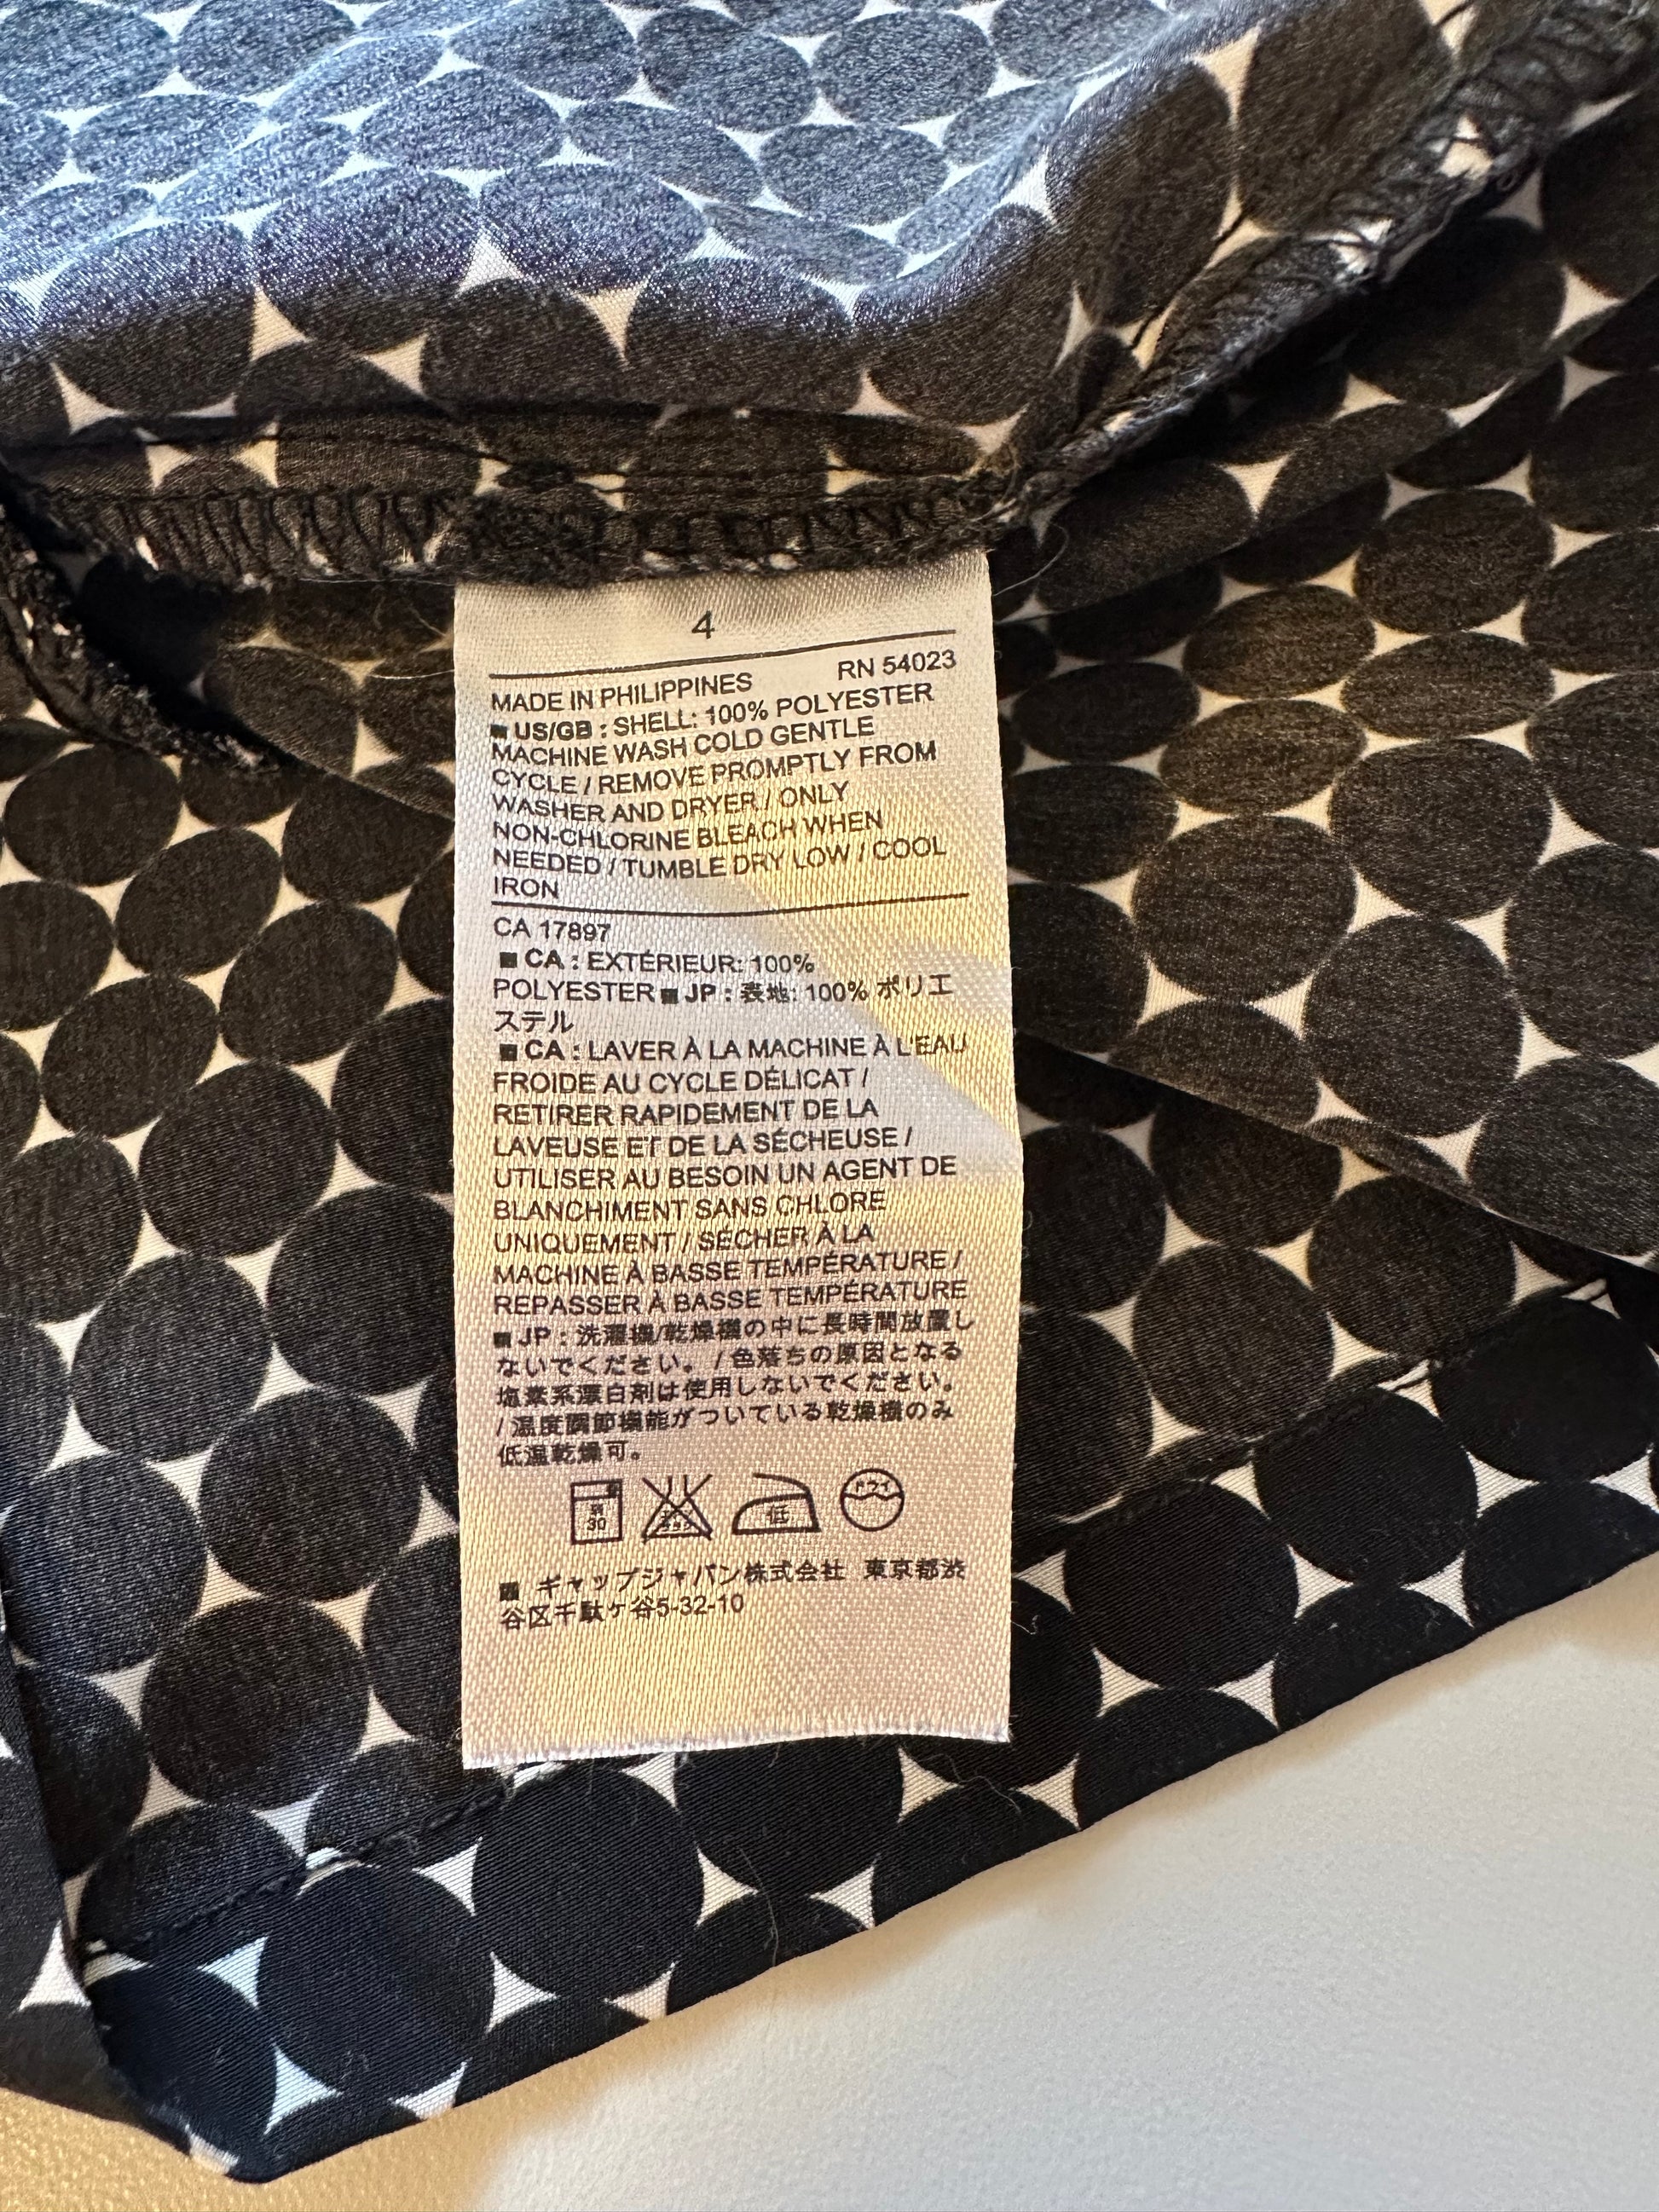 4
MADE IN PHILIPPINES RN 54023
■ US/GB : SHELL: 100% POLYESTER
MACHINE WASH COLD GENTLE
CYCLE / REMOVE PROMPTLY FROM
WASHER AND DRYER / ONLY
NON-CHLORINE BLEACH WHEN
NEEDED / TUMBLE DRY LOW / COOL
IRON
CA 17897
■ CA : EXTÉRIEUR: 100%
POLYESTER ■ JP : 表地: 100% ポリエ
ステル
■ CA : LAVER À LA MACHINE À L'EAU
FROIDE AU CYCLE DÉLICAT /
RETIRER RAPIDEMENT DE LA
LAVEUSE ET DE LA SÉCHEUSE /
UTILISER AU BESOIN UN AGENT DE
BLANCHIMENT SANS CHLORE
UNIQUEMENT / SÉCHER À LA
MACHINE À BASSE TEMPÉRATURE /
REPASSER À BASSE TEMPÉRATURE
■ JP : 洗濯機/乾燥機の中に長時間放置し
ないでください。 / 色落ちの原因となる
塩素系漂白剤は使用しないでください。
/ 温度調節機能がついている乾燥機のみ
低温乾燥可。
弱 30 低
■ ギャップジャパン株式会社 東京都渋
谷区千駄ヶ谷5-32-10